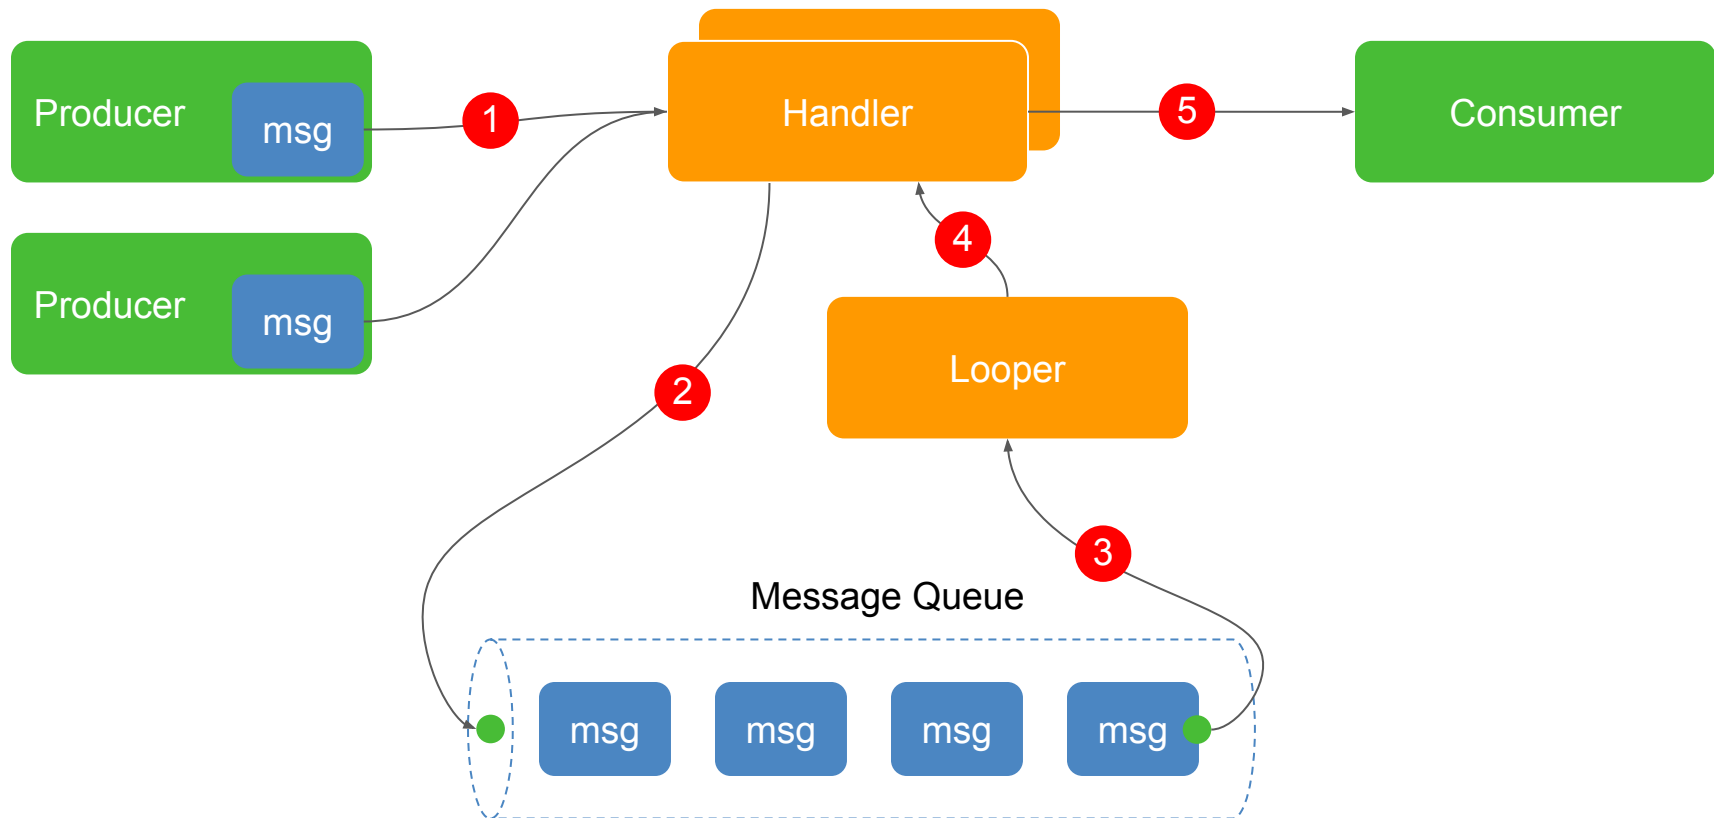 Producer
msg
1
Handler
5
Consumer
4
Producer
msg
2
Looper
3
Message Queue
msg
msg
msg
msg